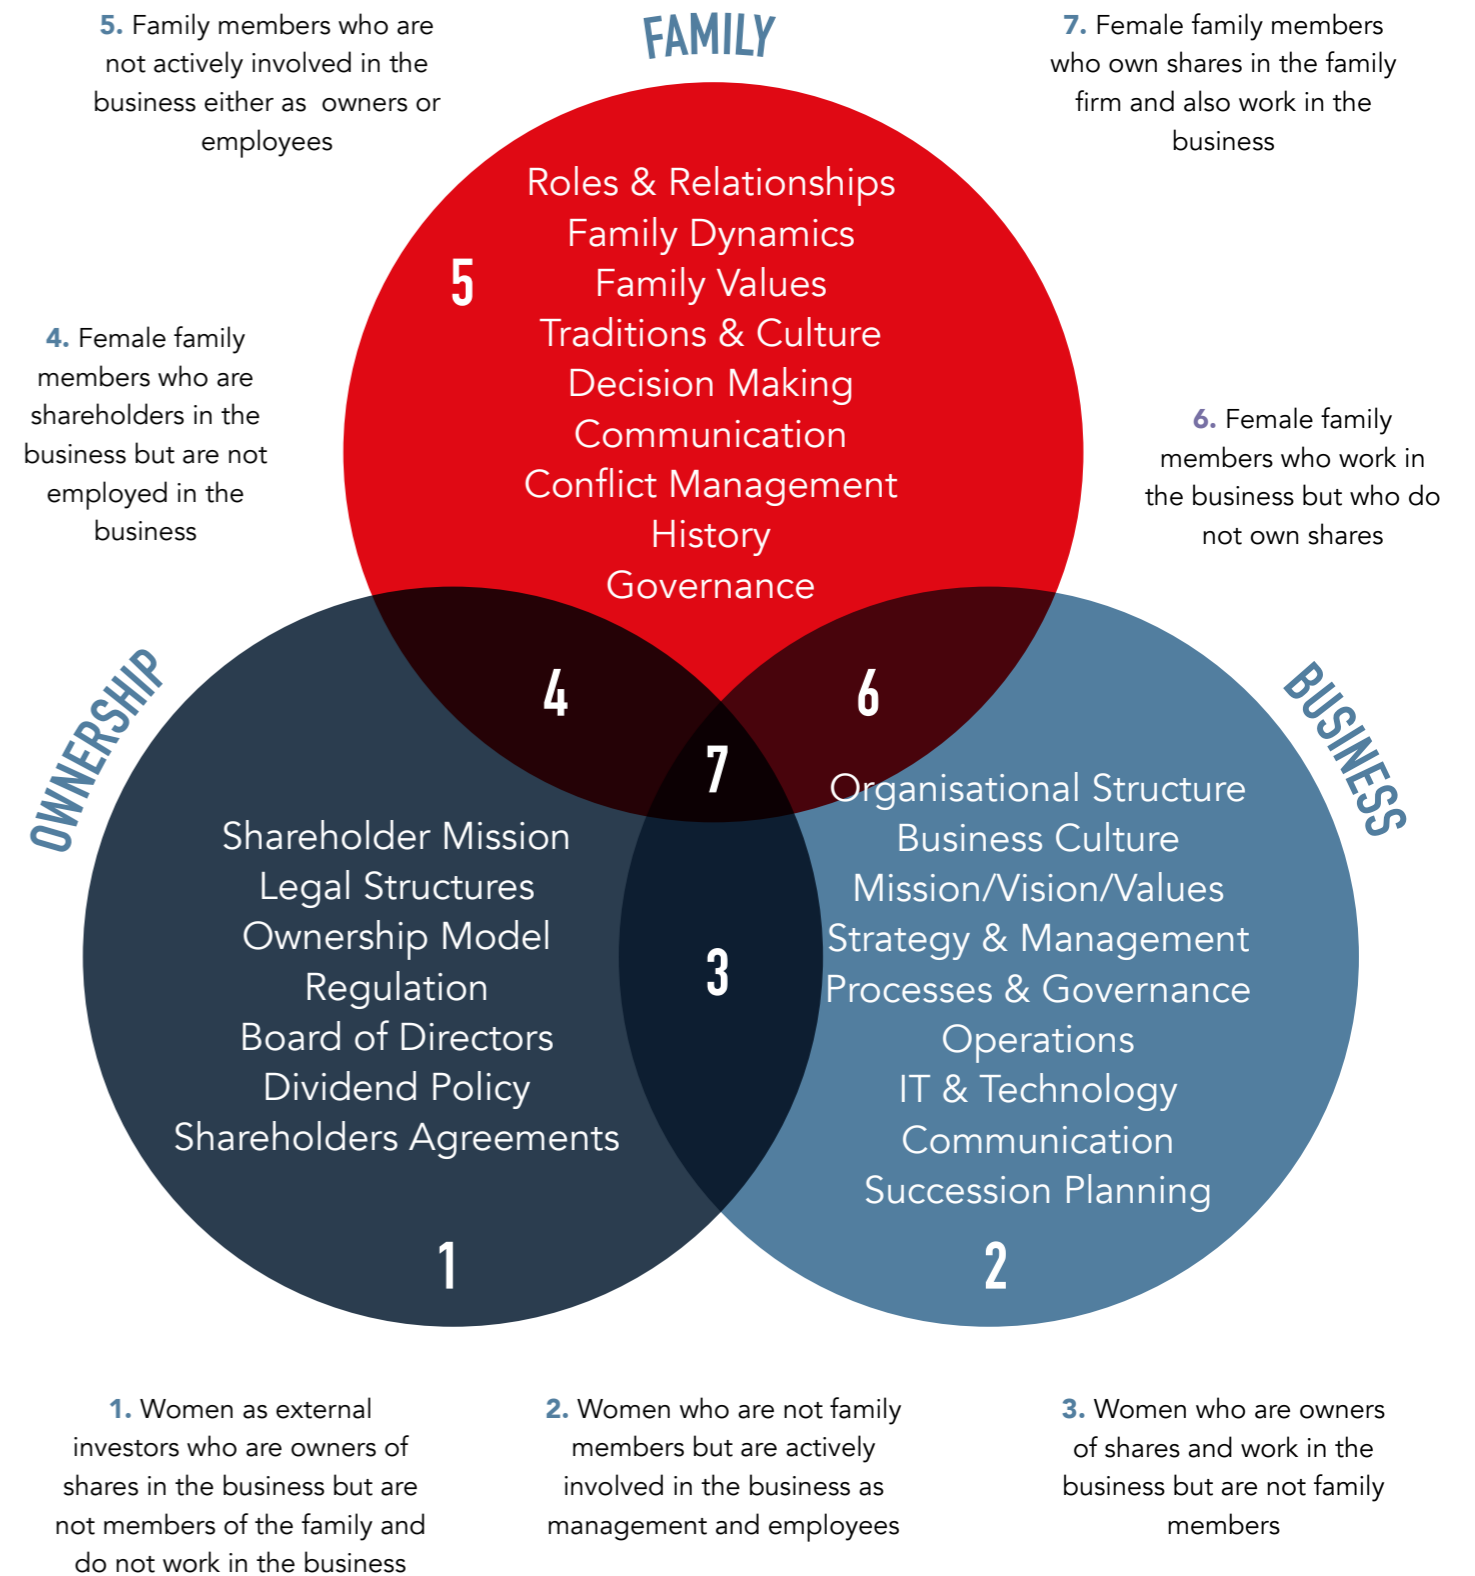 5. Family members who are
not actively involved in the
business either as owners or
employees
FAMILY
7. Female family members
who own shares in the family
firm and also work in the
business
Roles & Relationships
Family Dynamics
Family Values
Traditions & Culture
Decision Making
Communication
Conflict Management
History
Governance
5
4. Female family
members who are
shareholders in the
business but are not
employed in the
business
6. Female family
members who work in
the business but who do
not own shares
4
6
7
OWNERSHIP
BUSINESS
Shareholder Mission
Legal Structures
Ownership Model
Regulation
Board of Directors
Dividend Policy
Shareholders Agreements
3
Organisational Structure
Business Culture
Mission/Vision/Values
Strategy & Management
Processes & Governance
Operations
IT & Technology
Communication
Succession Planning
1
2
1. Women as external
investors who are owners of
shares in the business but are
not members of the family and
do not work in the business
2. Women who are not family
members but are actively
involved in the business as
management and employees
3. Women who are owners
of shares and work in the
business but are not family
members